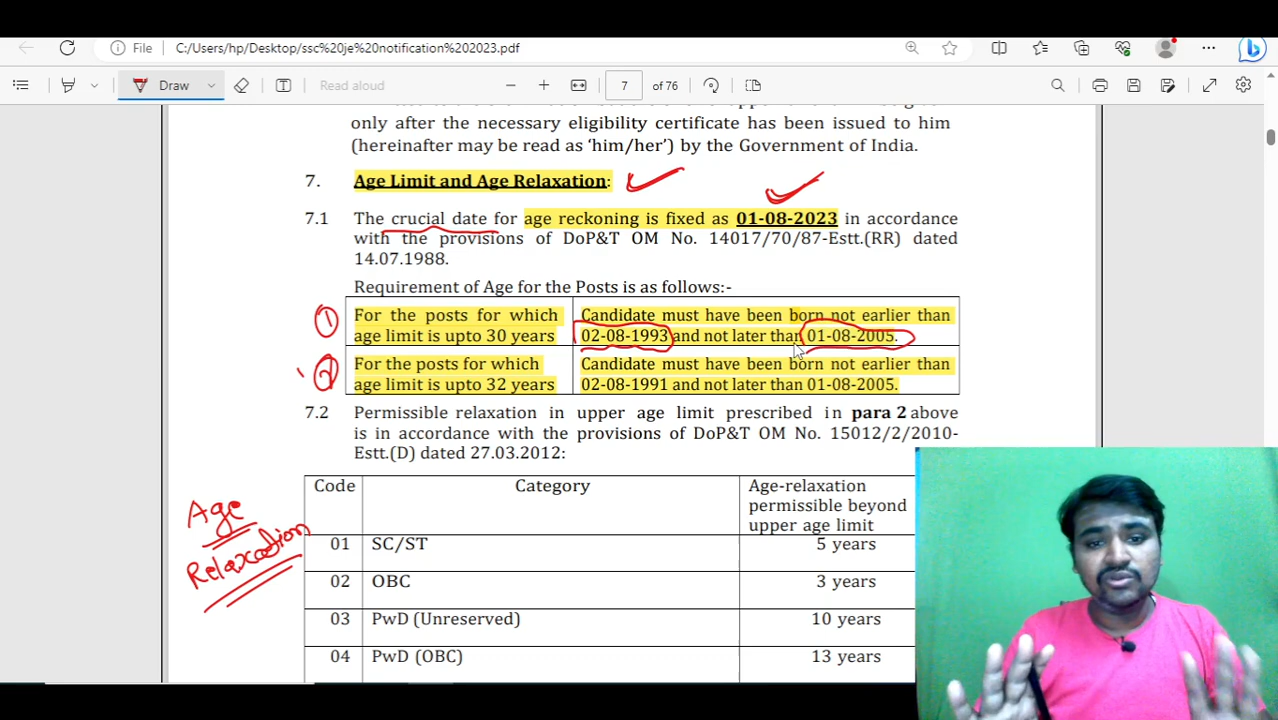 File
C:/Users/hp/Desktop/ssc%20je%20notification%202023.pdf
Draw
Read aloud
7 of 76
only after the necessary eligibility certificate has been issued to him
(hereinafter may be read as ‘him/her’) by the Government of India.
7. Age Limit and Age Relaxation:
7.1 The crucial date for age reckoning is fixed as 01-08-2023 in accordance
with the provisions of DoP&T OM No. 14017/70/87-Estt.(RR) dated
14.07.1988.
Requirement of Age for the Posts is as follows:-
1 For the posts for which Candidate must have been born not earlier than
age limit is upto 30 years 02-08-1993 and not later than 01-08-2005.
2 For the posts for which Candidate must have been born not earlier than
age limit is upto 32 years 02-08-1991 and not later than 01-08-2005.
7.2 Permissible relaxation in upper age limit prescribed in para 2 above
is in accordance with the provisions of DoP&T OM No. 15012/2/2010-
Estt.(D) dated 27.03.2012:
Code Category Age-relaxation
permissible beyond
upper age limit
01 SC/ST 5 years
02 OBC 3 years
03 PwD (Unreserved) 10 years
04 PwD (OBC) 13 years
Age
Relaxation